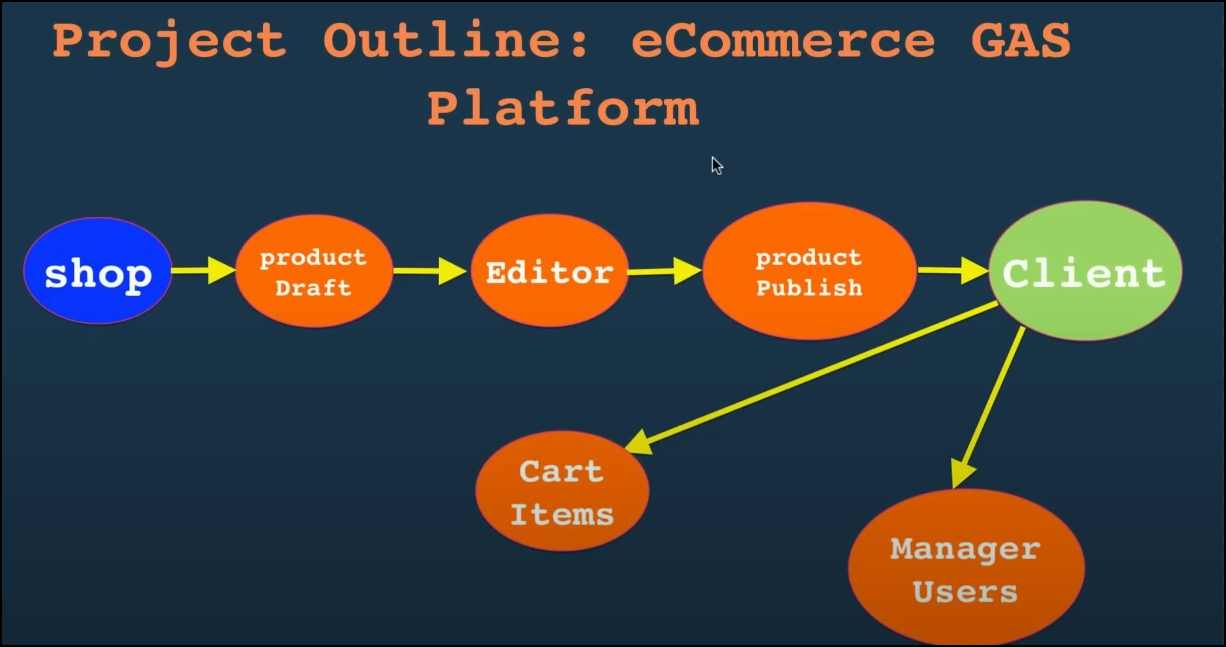 Project Outline: eCommerce GAS
Platform
shop
product
Draft
Editor
product
Publish
Client
Cart
Items
Manager
Users